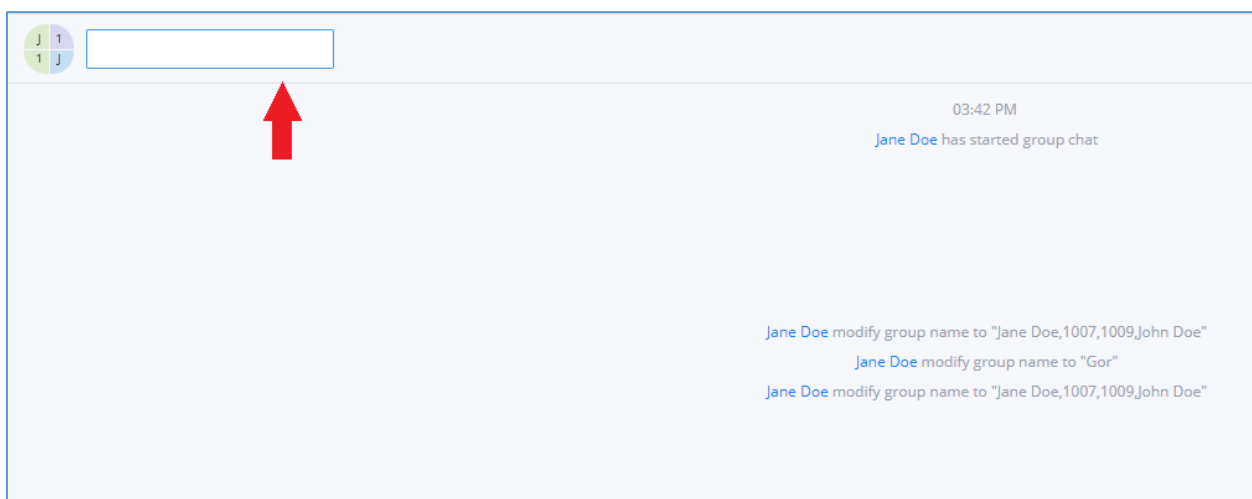 J 1
1 J
03:42 PM
Jane Doe has started group chat
Jane Doe modify group name to "Jane Doe,1007,1009,John Doe"
Jane Doe modify group name to "Gor"
Jane Doe modify group name to "Jane Doe,1007,1009,John Doe"